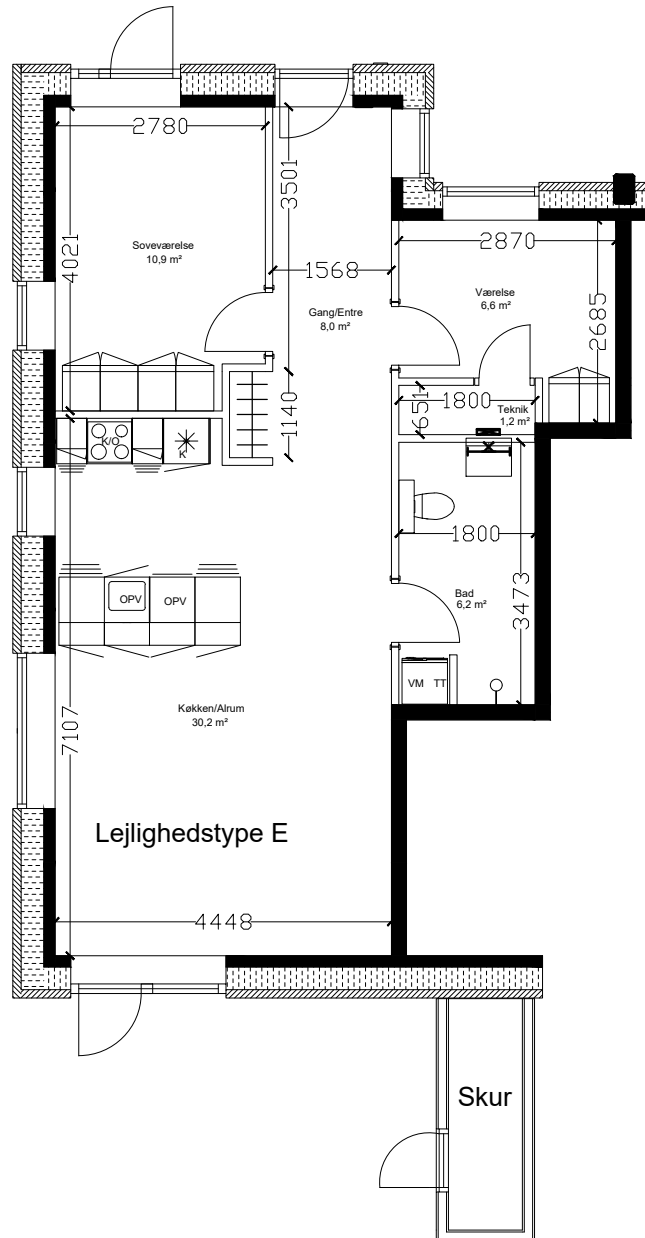 2780
3501
Soveværelse
10,9 m²
4021
1568
Gang/Entre
8,0 m²
2870
Værelse
6,6 m²
2685
1140
651
1800
Teknik
1,2 m²
K/O
K
1800
OPV
OPV
Bad
6,2 m²
3473
VM
TT
Køkken/Alrum
30,2 m²
7107
Lejlighedstype E
4448
Skur